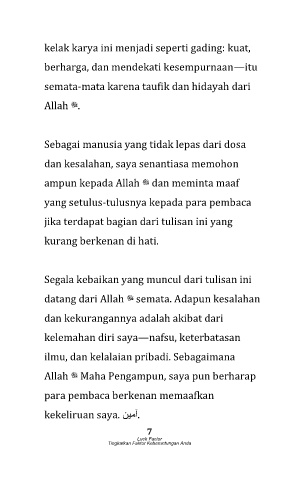 kelak karya ini menjadi seperti gading: kuat,
berharga, dan mendekati kesempurnaan—itu
semata-mata karena taufik dan hidayah dari
Allah ﷻ.
Sebagai manusia yang tidak lepas dari dosa
dan kesalahan, saya senantiasa memohon
ampun kepada Allah ﷻ dan meminta maaf
yang setulus-tulusnya kepada para pembaca
jika terdapat bagian dari tulisan ini yang
kurang berkenan di hati.
Segala kebaikan yang muncul dari tulisan ini
datang dari Allah ﷻ semata. Adapun kesalahan
dan kekurangannya adalah akibat dari
kelemahan diri saya—nafsu, keterbatasan
ilmu, dan kelalaian pribadi. Sebagaimana
Allah ﷻ Maha Pengampun, saya pun berharap
para pembaca berkenan memaafkan
kekeliruan saya. آمين.
7
Luck Factor
Tingkatkan Faktor Keberuntungan Anda